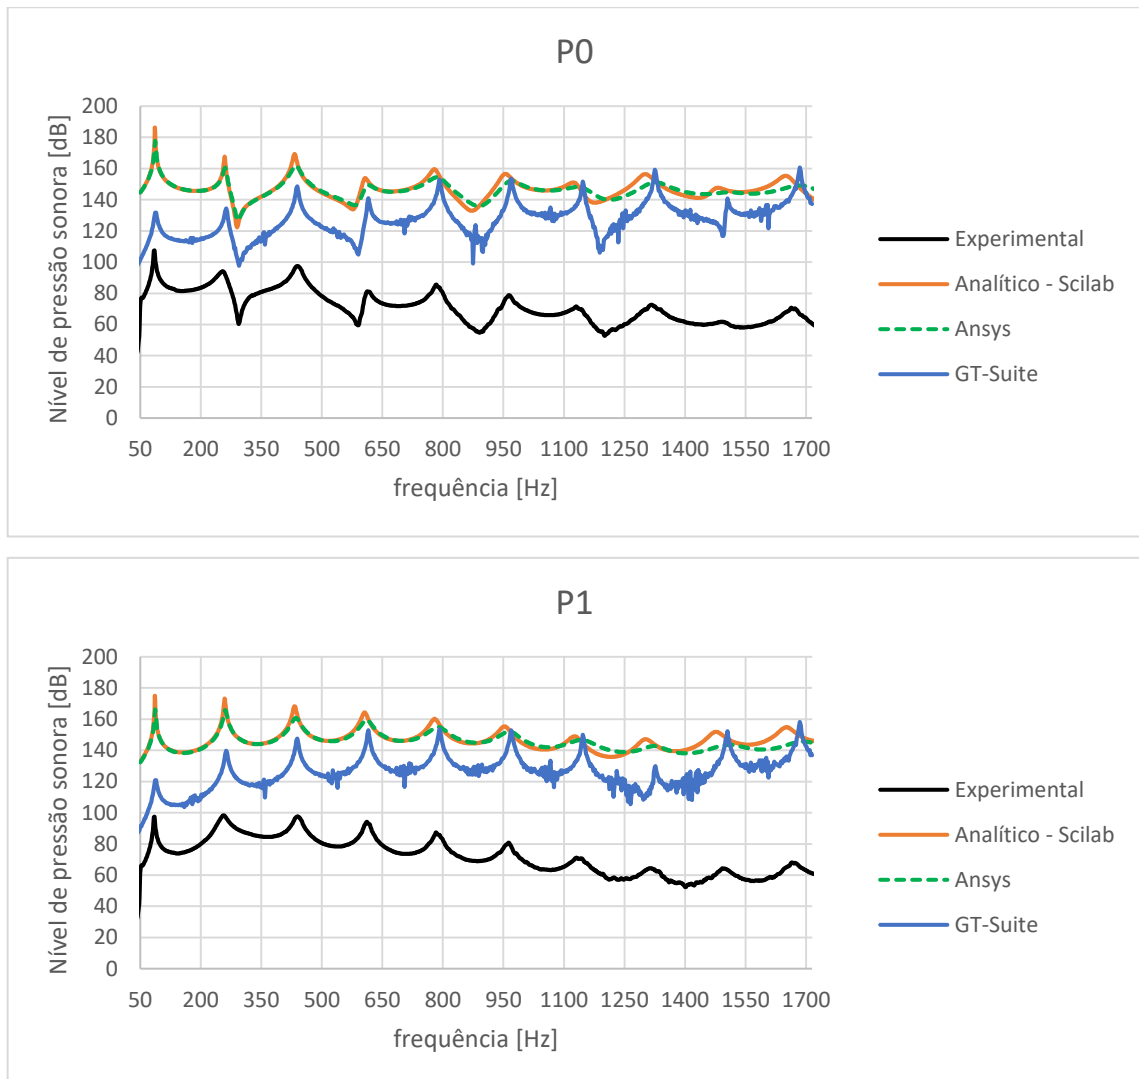 P0
Nível de pressão sonora [dB]
200
180
160
140
120
100
80
60
40
20
0
50 200 350 500 650 800 950 1100 1250 1400 1550 1700
frequência [Hz]
Experimental
Analítico - Scilab
Ansys
GT-Suite
P1
Nível de pressão sonora [dB]
200
180
160
140
120
100
80
60
40
20
0
50 200 350 500 650 800 950 1100 1250 1400 1550 1700
frequência [Hz]
Experimental
Analítico - Scilab
Ansys
GT-Suite